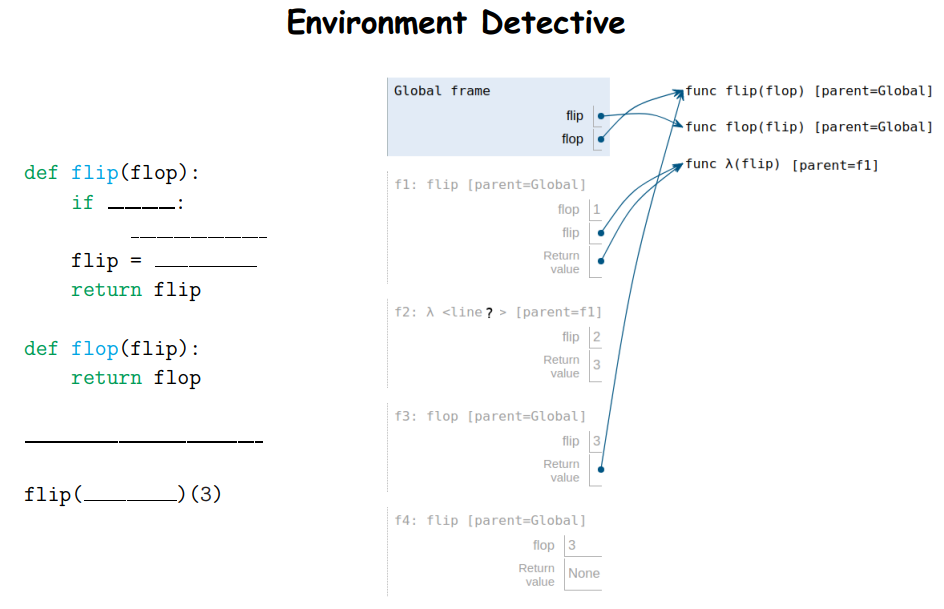 Environment Detective
def flip(flop):
if ____:
_________
flip = ________
return flip
def flop(flip):
return flop
____________________
flip(________)(3)
Global frame
flip
flop
f1: flip [parent=Global]
flop 1
flip
Return
value
f2: λ <line ? > [parent=f1]
flip 2
Return
value 3
f3: flop [parent=Global]
flip 3
Return
value
f4: flip [parent=Global]
flop 3
Return
value None
func flip(flop) [parent=Global]
func flop(flip) [parent=Global]
func λ(flip) [parent=f1]